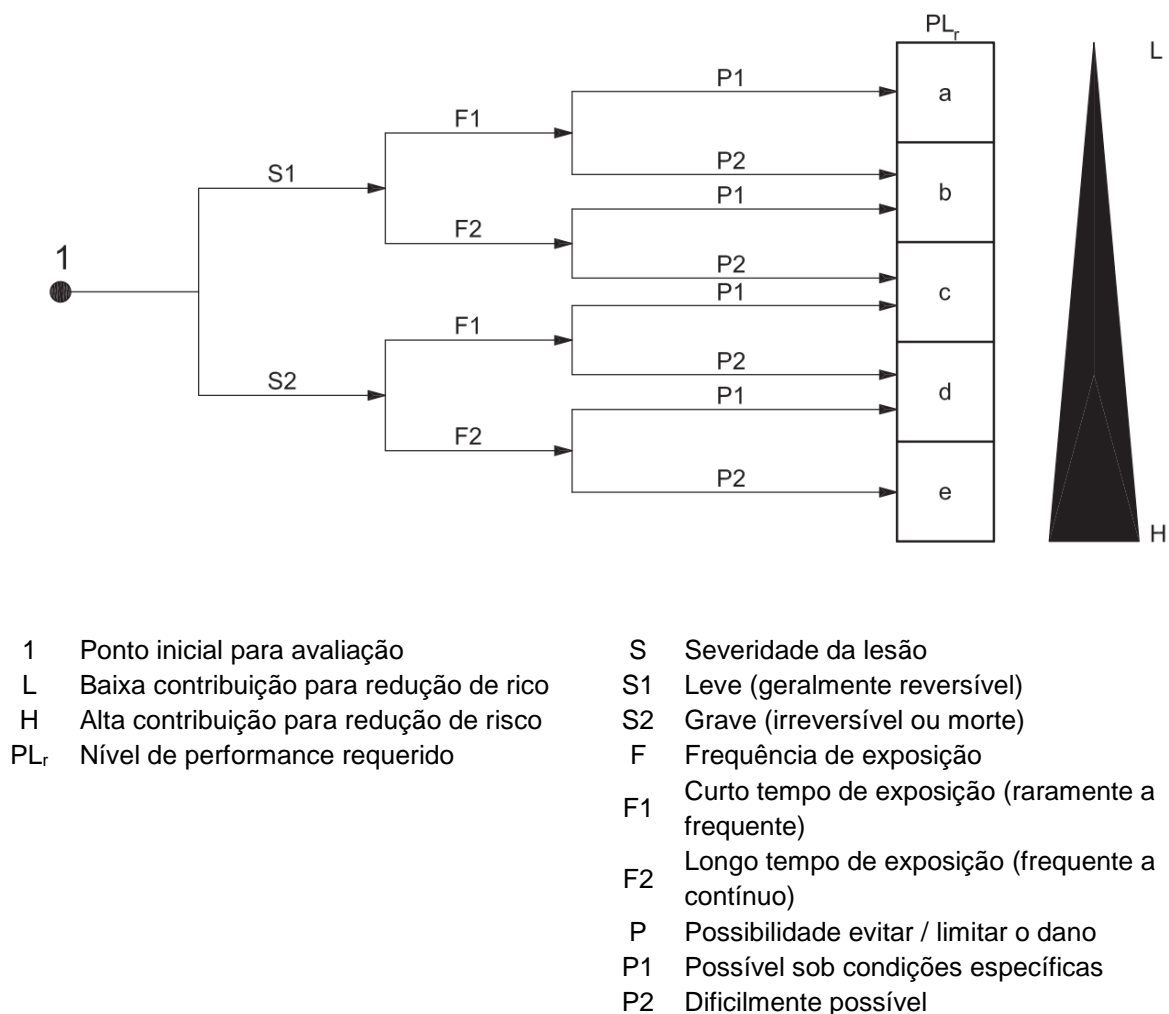 PLr
L
P1
a
F1
P2
S1
P1
b
F2
1
P2
P1
c
F1
P2
S2
P1
d
F2
P2
e
H
1 Ponto inicial para avaliação
L Baixa contribuição para redução de rico
H Alta contribuição para redução de risco
PLr Nível de performance requerido
S Severidade da lesão
S1 Leve (geralmente reversível)
S2 Grave (irreversível ou morte)
F Frequência de exposição
F1 Curto tempo de exposição (raramente a
frequente)
F2 Longo tempo de exposição (frequente a
contínuo)
P Possibilidade evitar / limitar o dano
P1 Possível sob condições específicas
P2 Dificilmente possível